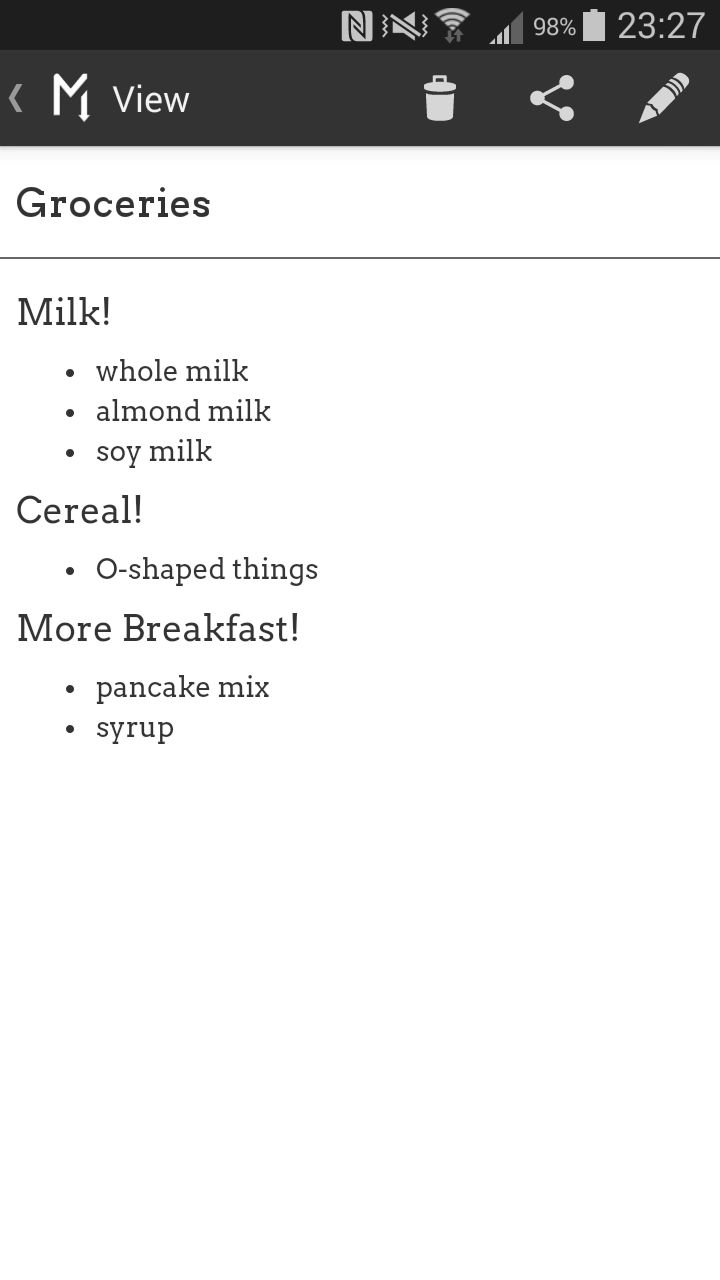 98% 23:27
View
Groceries
Milk!
• whole milk
• almond milk
• soy milk
Cereal!
• O-shaped things
More Breakfast!
• pancake mix
• syrup